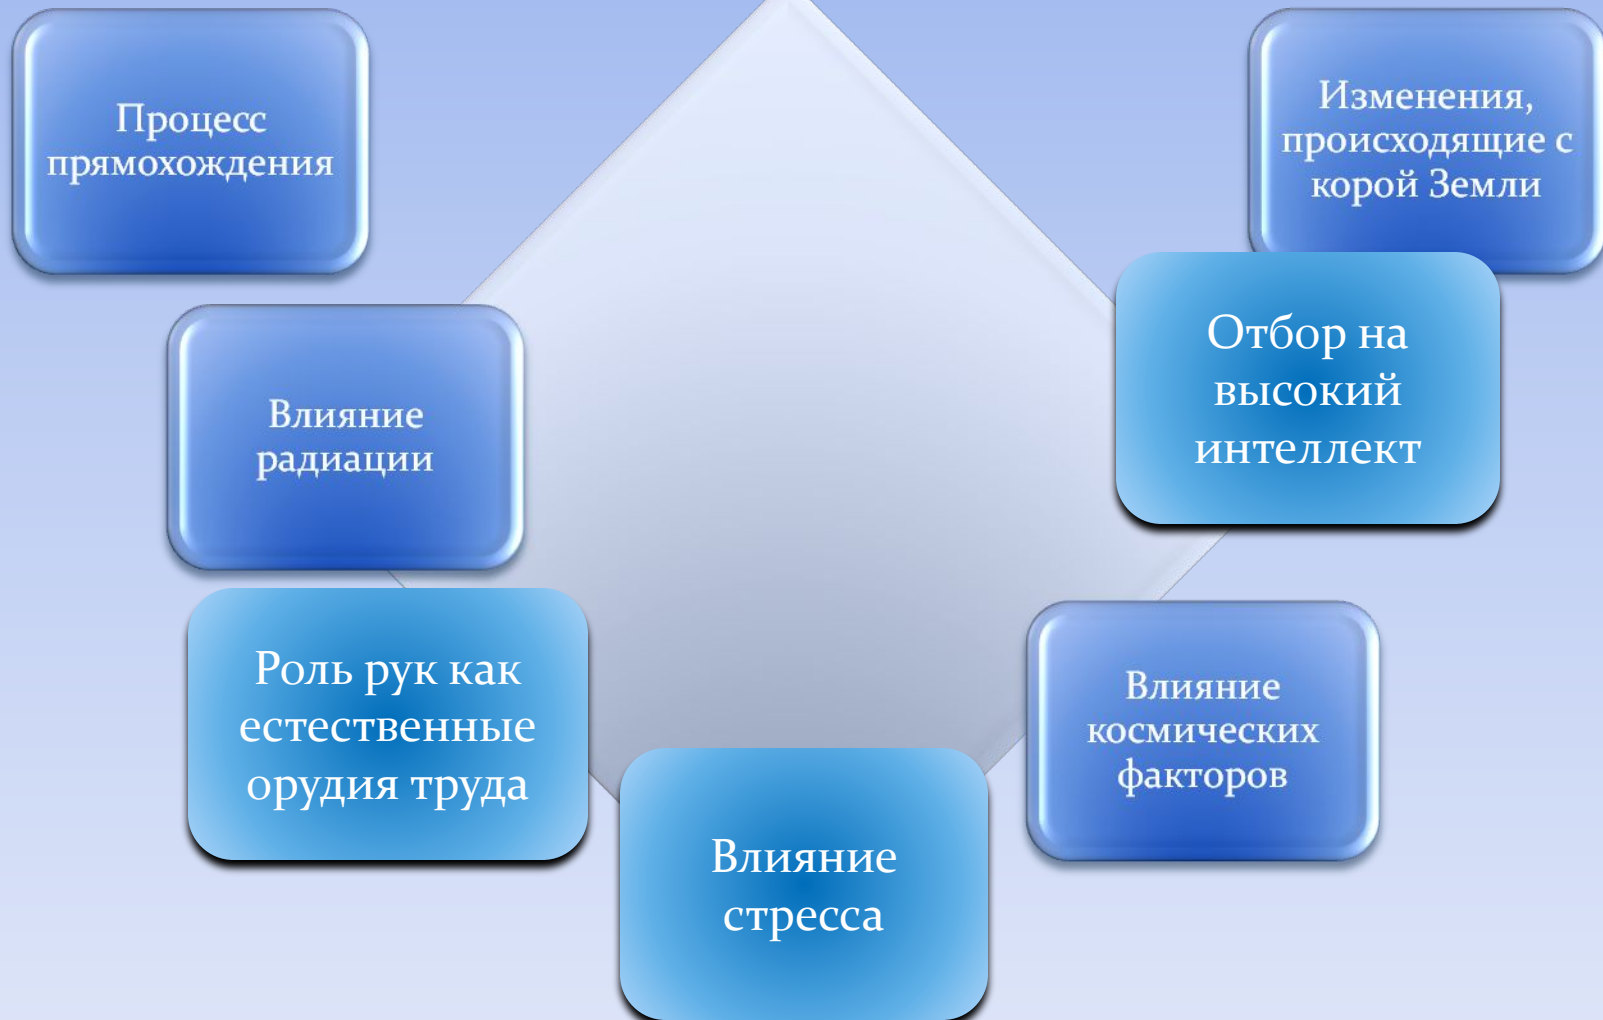 Процесс
прямохождения
Изменения,
происходящие с
корой Земли
Влияние
радиации
Отбор на
высокий
интеллект
Роль рук как
естественные
орудия труда
Влияние
космических
факторов
Влияние
стресса